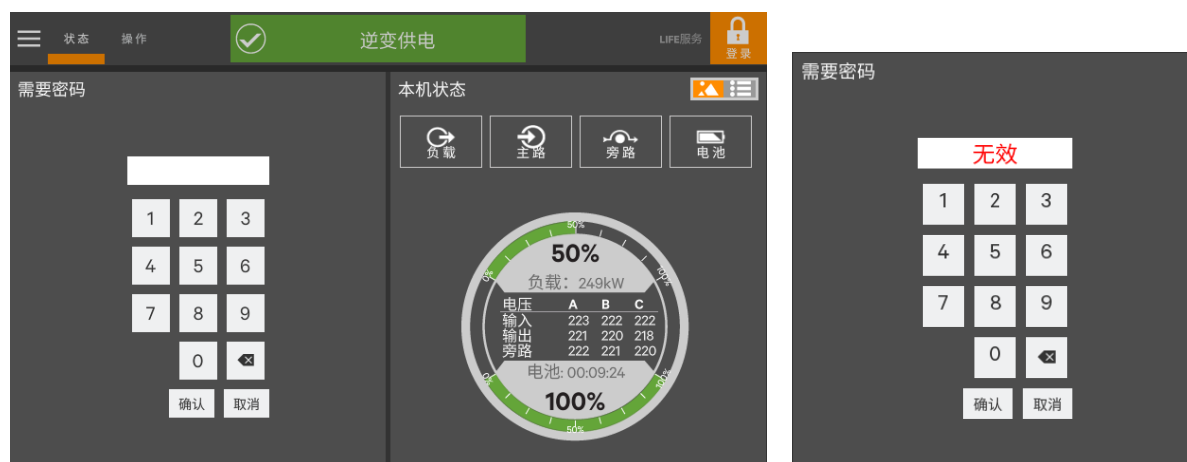 状态 操作 逆变供电 LIFE服务 登录
需要密码
1 2 3
4 5 6
7 8 9
0
确认 取消
本机状态
负载 主路 旁路 电池
0% 50% 100%
50%
负载: 249kW
电压 A B C
输入 223 222 222
输出 221 220 218
旁路 222 221 220
电池: 00:09:24
100%
0% 50% 100%
需要密码
无效
1 2 3
4 5 6
7 8 9
0
确认 取消